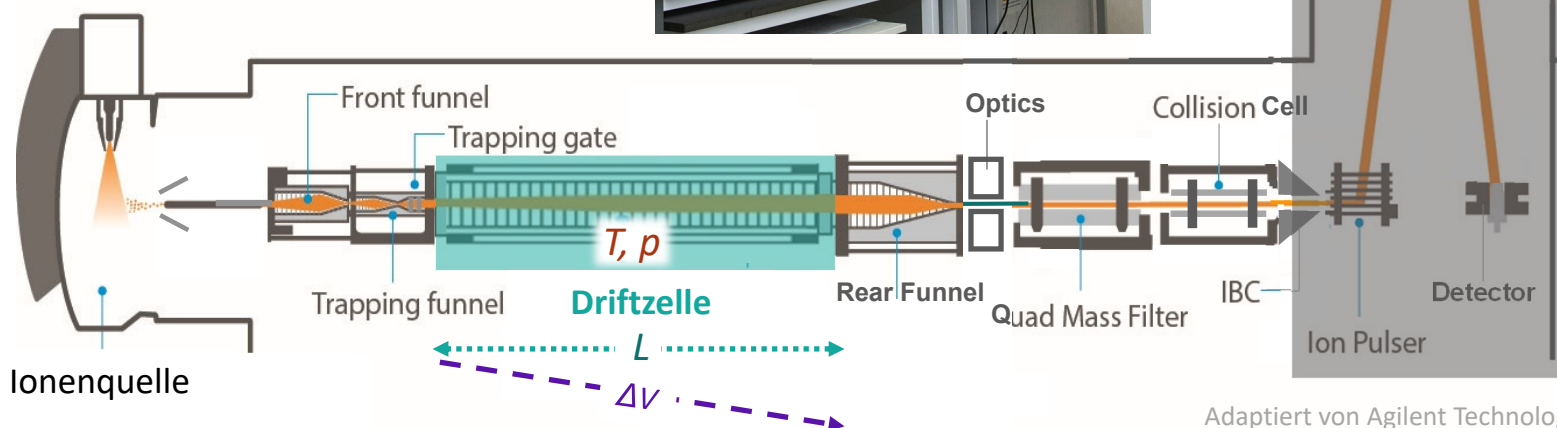 Front funnel
Trapping gate
Optics
Collision Cell
T, p
Trapping funnel
Driftzelle
Rear Funnel
Quad Mass Filter
IBC
Detector
Ion Pulser
L
Ionenquelle
ΔV
Adaptiert von Agilent